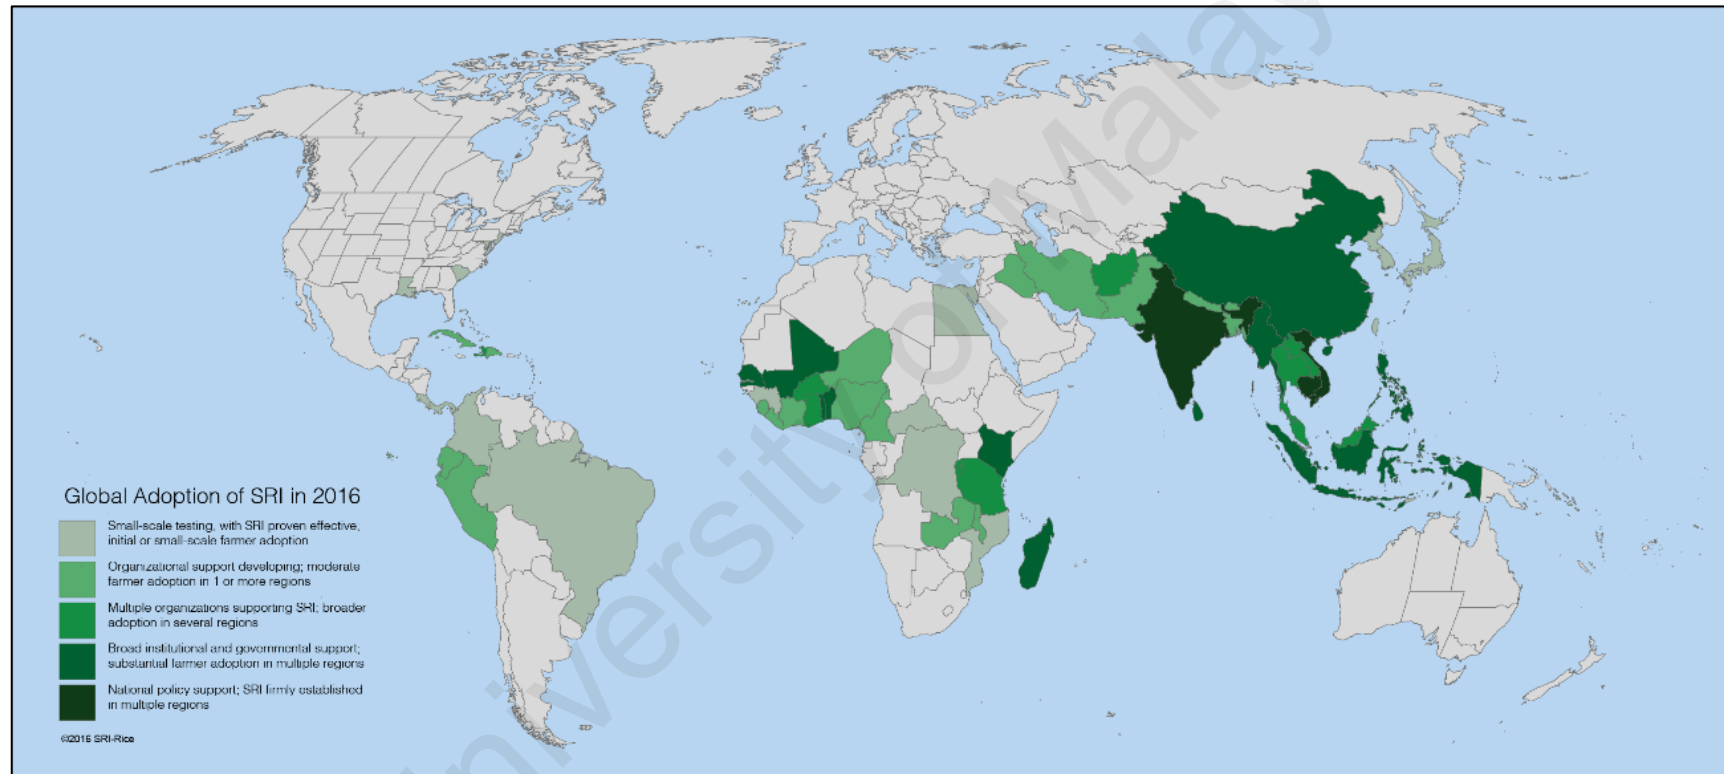 University of Malay
Global Adoption of SRI in 2016
Small-scale testing, with SRI proven effective,
initial or small-scale farmer adoption
Organizational support developing; moderate
farmer adoption in 1 or more regions
Multiple organizations supporting SRI; broader
adoption in several regions
Broad institutional and governmental support;
substantial farmer adoption in multiple regions
National policy support; SRI firmly established
in multiple regions
©2016 SRI-Rice